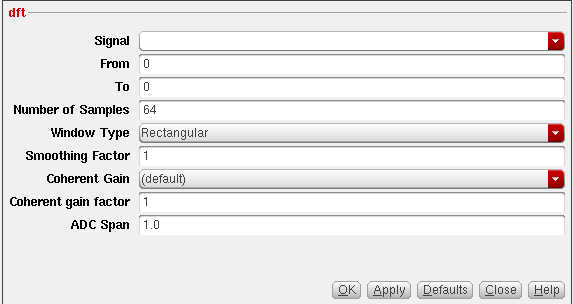 dft
Signal
From 0
To 0
Number of Samples 64
Window Type Rectangular
Smoothing Factor 1
Coherent Gain (default)
Coherent gain factor 1
ADC Span 1.0
OK Apply Defaults Close Help